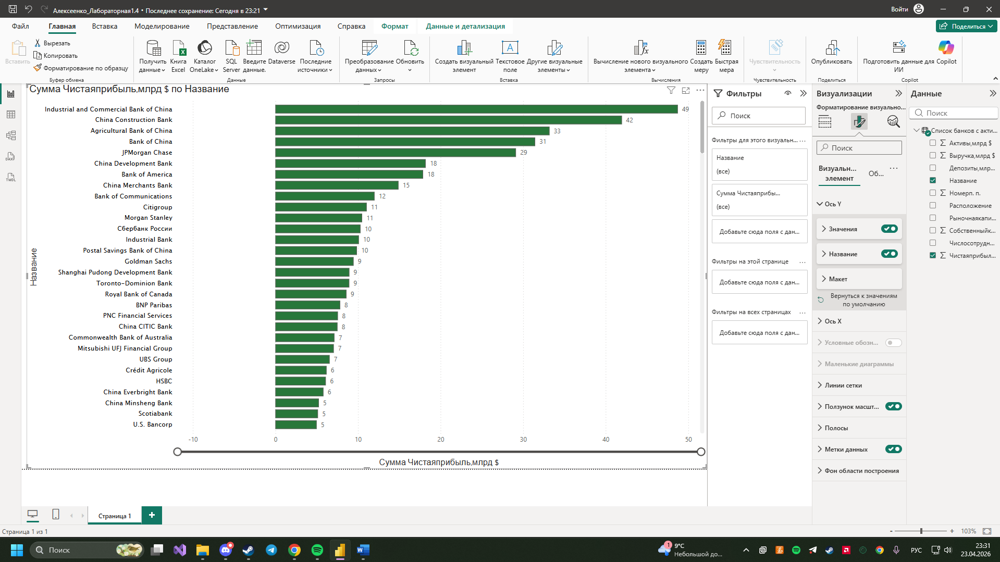 Алексеенко_Лабораторная1.4 • Последнее сохранение: Сегодня в 23:21
Войти
Файл
Главная
Вставка
Моделирование
Представление
Оптимизация
Справка
Формат
Данные и детализация
Поделиться
Вставить
Вырезать
Копировать
Форматирование по образцу
Буфер обмена
Получить данные
Книга Excel
Каталог OneLake
SQL Server
Введите данные.
Dataverse
Последние источники
Данные
Преобразование данных
Обновить
Запросы
Создать визуальный элемент
Текстовое поле
Другие визуальные элементы
Вставка
Вычисление нового визуального элемента
Создать меру
Быстрая мера
Вычисления
Чувствительность
Чувствительность
Опубликовать
Поделиться
Подготовить данные для ИИ
Copilot
Copilot
Сумма Чистаяприбыль,млрд $ по Название
Название
Industrial and Commercial Bank of China 49
China Construction Bank 42
Agricultural Bank of China 33
Bank of China 31
JPMorgan Chase 29
China Development Bank 18
Bank of America 18
China Merchants Bank 15
Bank of Communications 12
Citigroup 11
Morgan Stanley 11
Сбербанк России 10
Industrial Bank 10
Postal Savings Bank of China 10
Goldman Sachs 9
Shanghai Pudong Development Bank 9
Toronto-Dominion Bank 9
Royal Bank of Canada 9
BNP Paribas 8
PNC Financial Services 8
China CITIC Bank 8
Commonwealth Bank of Australia 7
Mitsubishi UFJ Financial Group 7
UBS Group 7
Crédit Agricole 6
HSBC 6
China Everbright Bank 6
China Minsheng Bank 5
Scotiabank 5
U.S. Bancorp 5
-10 0 10 20 30 40 50
Сумма Чистаяприбыль,млрд $
Фильтры
Поиск
Фильтры для этого визуальн... ...
Название
(все)
Сумма Чистаяприбы...
(все)
Добавьте сюда поля с дан...
Фильтры на этой странице ...
Добавьте сюда поля с дан...
Фильтры на всех страницах ...
Добавьте сюда поля с дан...
Визуализации
Форматирование визуально...
Поиск
Визуальн... элемент
Об...
...
Ось Y
Значения
Название
Макет
Вернуться к значениям
по умолчанию
Ось X
Условные обозн...
Маленькие диаграммы
Линии сетки
Ползунок масшт...
Полосы
Метки данных
Фон области построения
Данные
Поиск
Список банков с акти...
Σ Активы,млрд $
Σ Выручка,млрд $
Депозиты,млр...
Название
Σ Номерп. п.
Расположение
Рыночнаякапи...
Σ Собственныйк...
Числосотрудн...
Σ Чистаяприбыл...
Страница 1
+
Страница 1 из 1
- + 103%
Поиск
1
9°C
Небольшой до...
РУС
23:31
23.04.2026